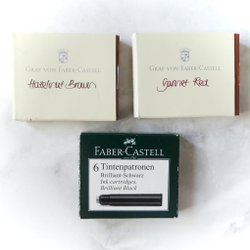 GRAF VON FABER-CASTELL
Hazelnut Brown
GRAF VON FABER-CASTELL
Garnet Red
FABER-CASTELL
6 Tintenpatronen
Brilliant-Schwarz
Ink cartridges,
Brilliant Black